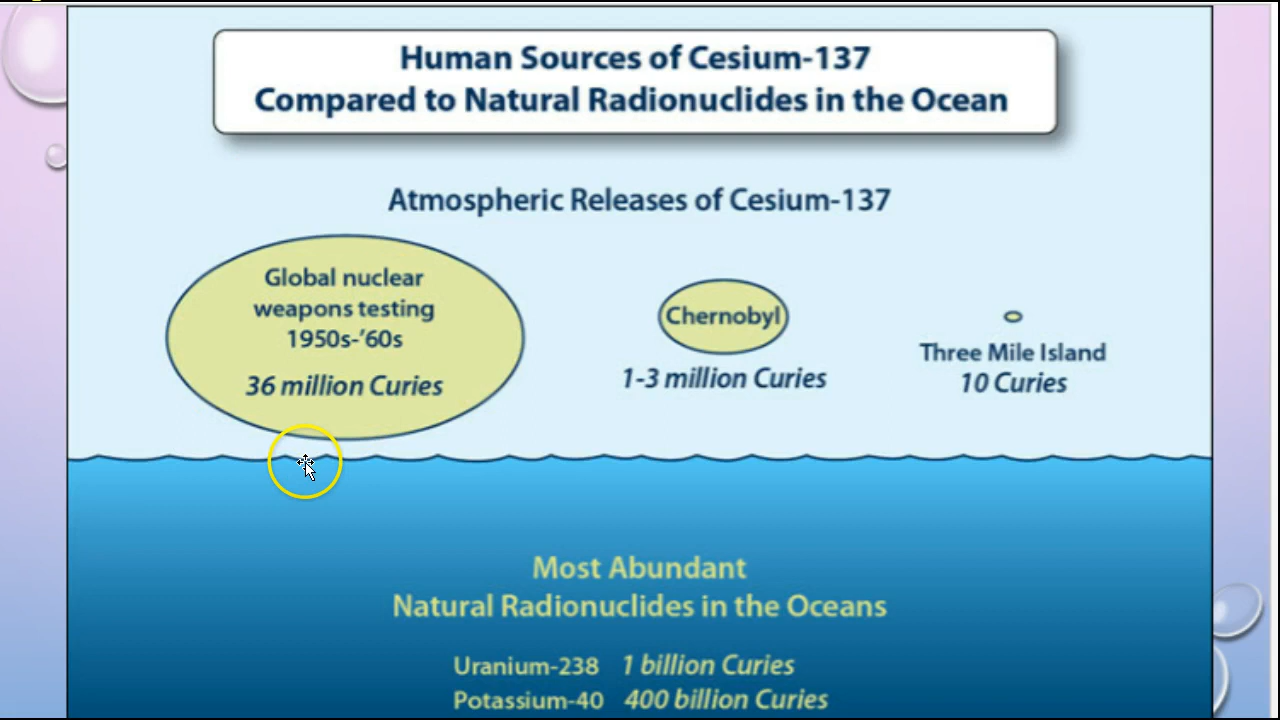 Human Sources of Cesium-137
Compared to Natural Radionuclides in the Ocean
Atmospheric Releases of Cesium-137
Global nuclear
weapons testing
1950s-’60s
36 million Curies
Chernobyl
1-3 million Curies
Three Mile Island
10 Curies
Most Abundant
Natural Radionuclides in the Oceans
Uranium-238 1 billion Curies
Potassium-40 400 billion Curies